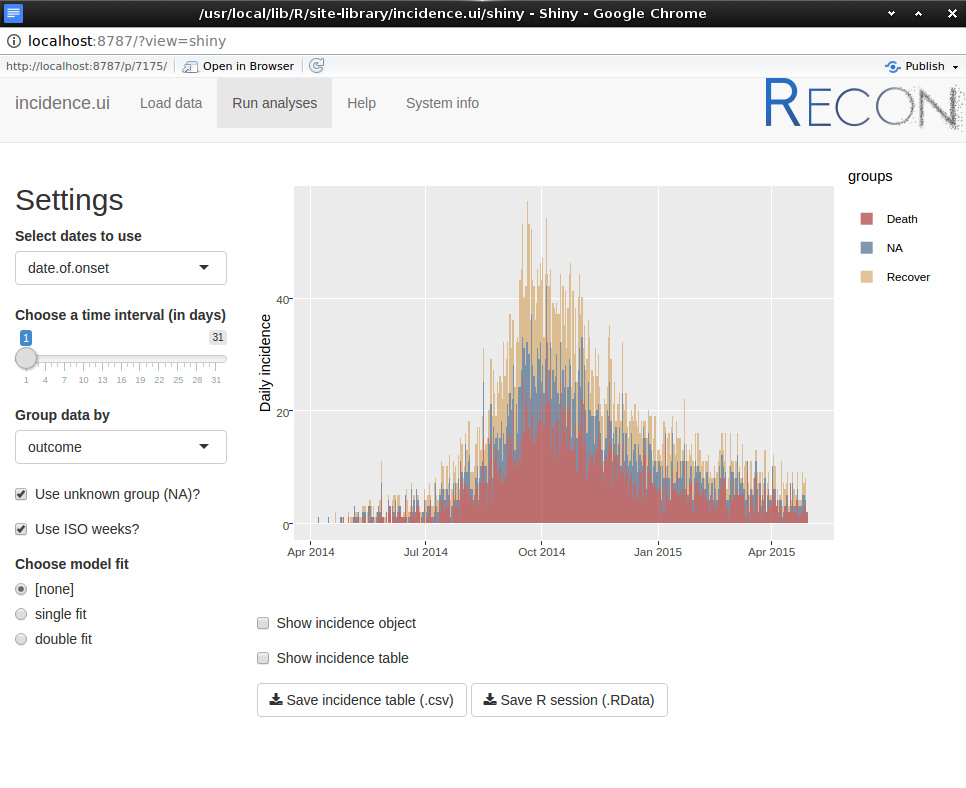 /usr/local/lib/R/site-library/incidence.ui/shiny - Shiny - Google Chrome
localhost:8787/?view=shiny
http://localhost:8787/p/7175/ Open in Browser Publish
incidence.ui Load data Run analyses Help System info RECON
Settings
Select dates to use
date.of.onset
Choose a time interval (in days)
1 31
1 4 7 10 13 16 19 22 25 28 31
Group data by
outcome
Use unknown group (NA)?
Use ISO weeks?
Choose model fit
[none]
single fit
double fit
Daily incidence
40
20
0
Apr 2014 Jul 2014 Oct 2014 Jan 2015 Apr 2015
groups
Death
NA
Recover
Show incidence object
Show incidence table
Save incidence table (.csv) Save R session (.RData)